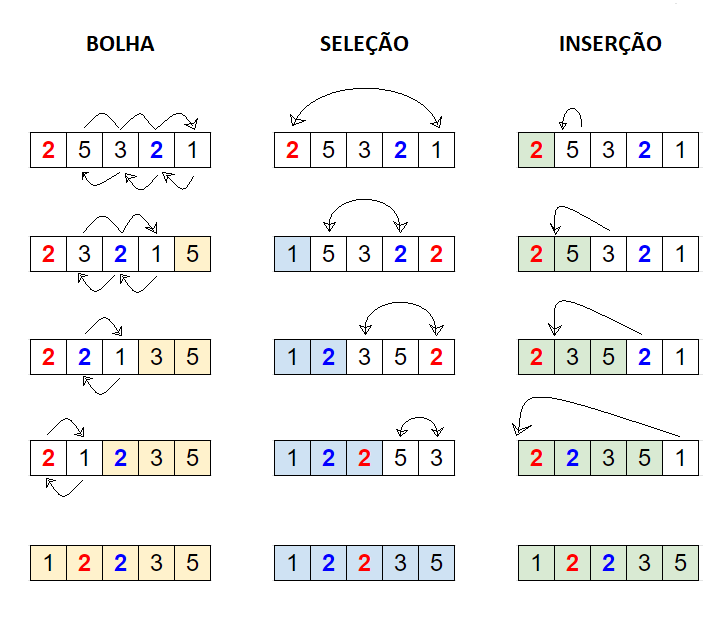 BOLHA SELEÇÃO INSERÇÃO
2 5 3 2 1 2 5 3 2 1 2 5 3 2 1
2 3 2 1 5 1 5 3 2 2 2 5 3 2 1
2 2 1 3 5 1 2 3 5 2 2 3 5 2 1
2 1 2 3 5 1 2 2 5 3 2 2 3 5 1
1 2 2 3 5 1 2 2 3 5 1 2 2 3 5